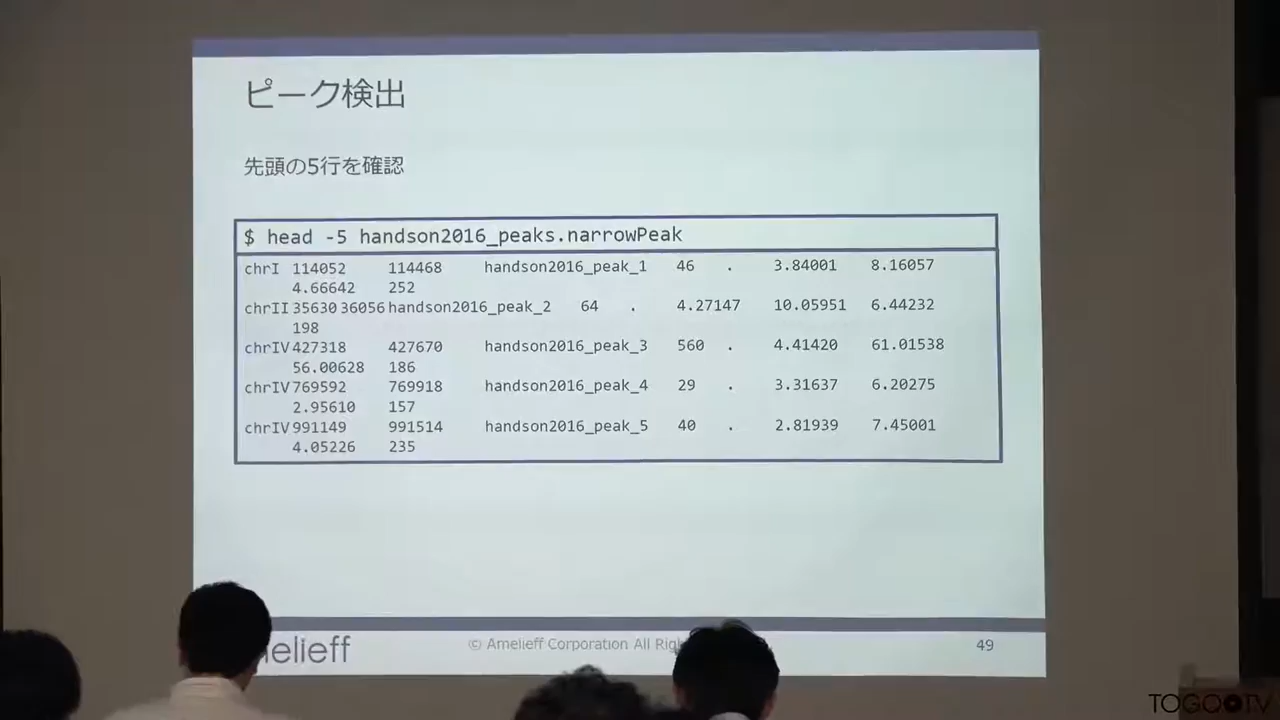 ピーク検出
先頭の5行を確認
$ head -5 handson2016_peaks.narrowPeak
chrI 114052 114468 handson2016_peak_1 46 . 3.84001 8.16057
4.66642 252
chrII 35630 36056 handson2016_peak_2 64 . 4.27147 10.05951 6.44232
198
chrIV 427318 427670 handson2016_peak_3 560 . 4.41420 61.01538
56.00628 186
chrIV 769592 769918 handson2016_peak_4 29 . 3.31637 6.20275
2.95610 157
chrIV 991149 991514 handson2016_peak_5 40 . 2.81939 7.45001
4.05226 235
elieff © Amelieff Corporation All Rig 49
TOGOTV